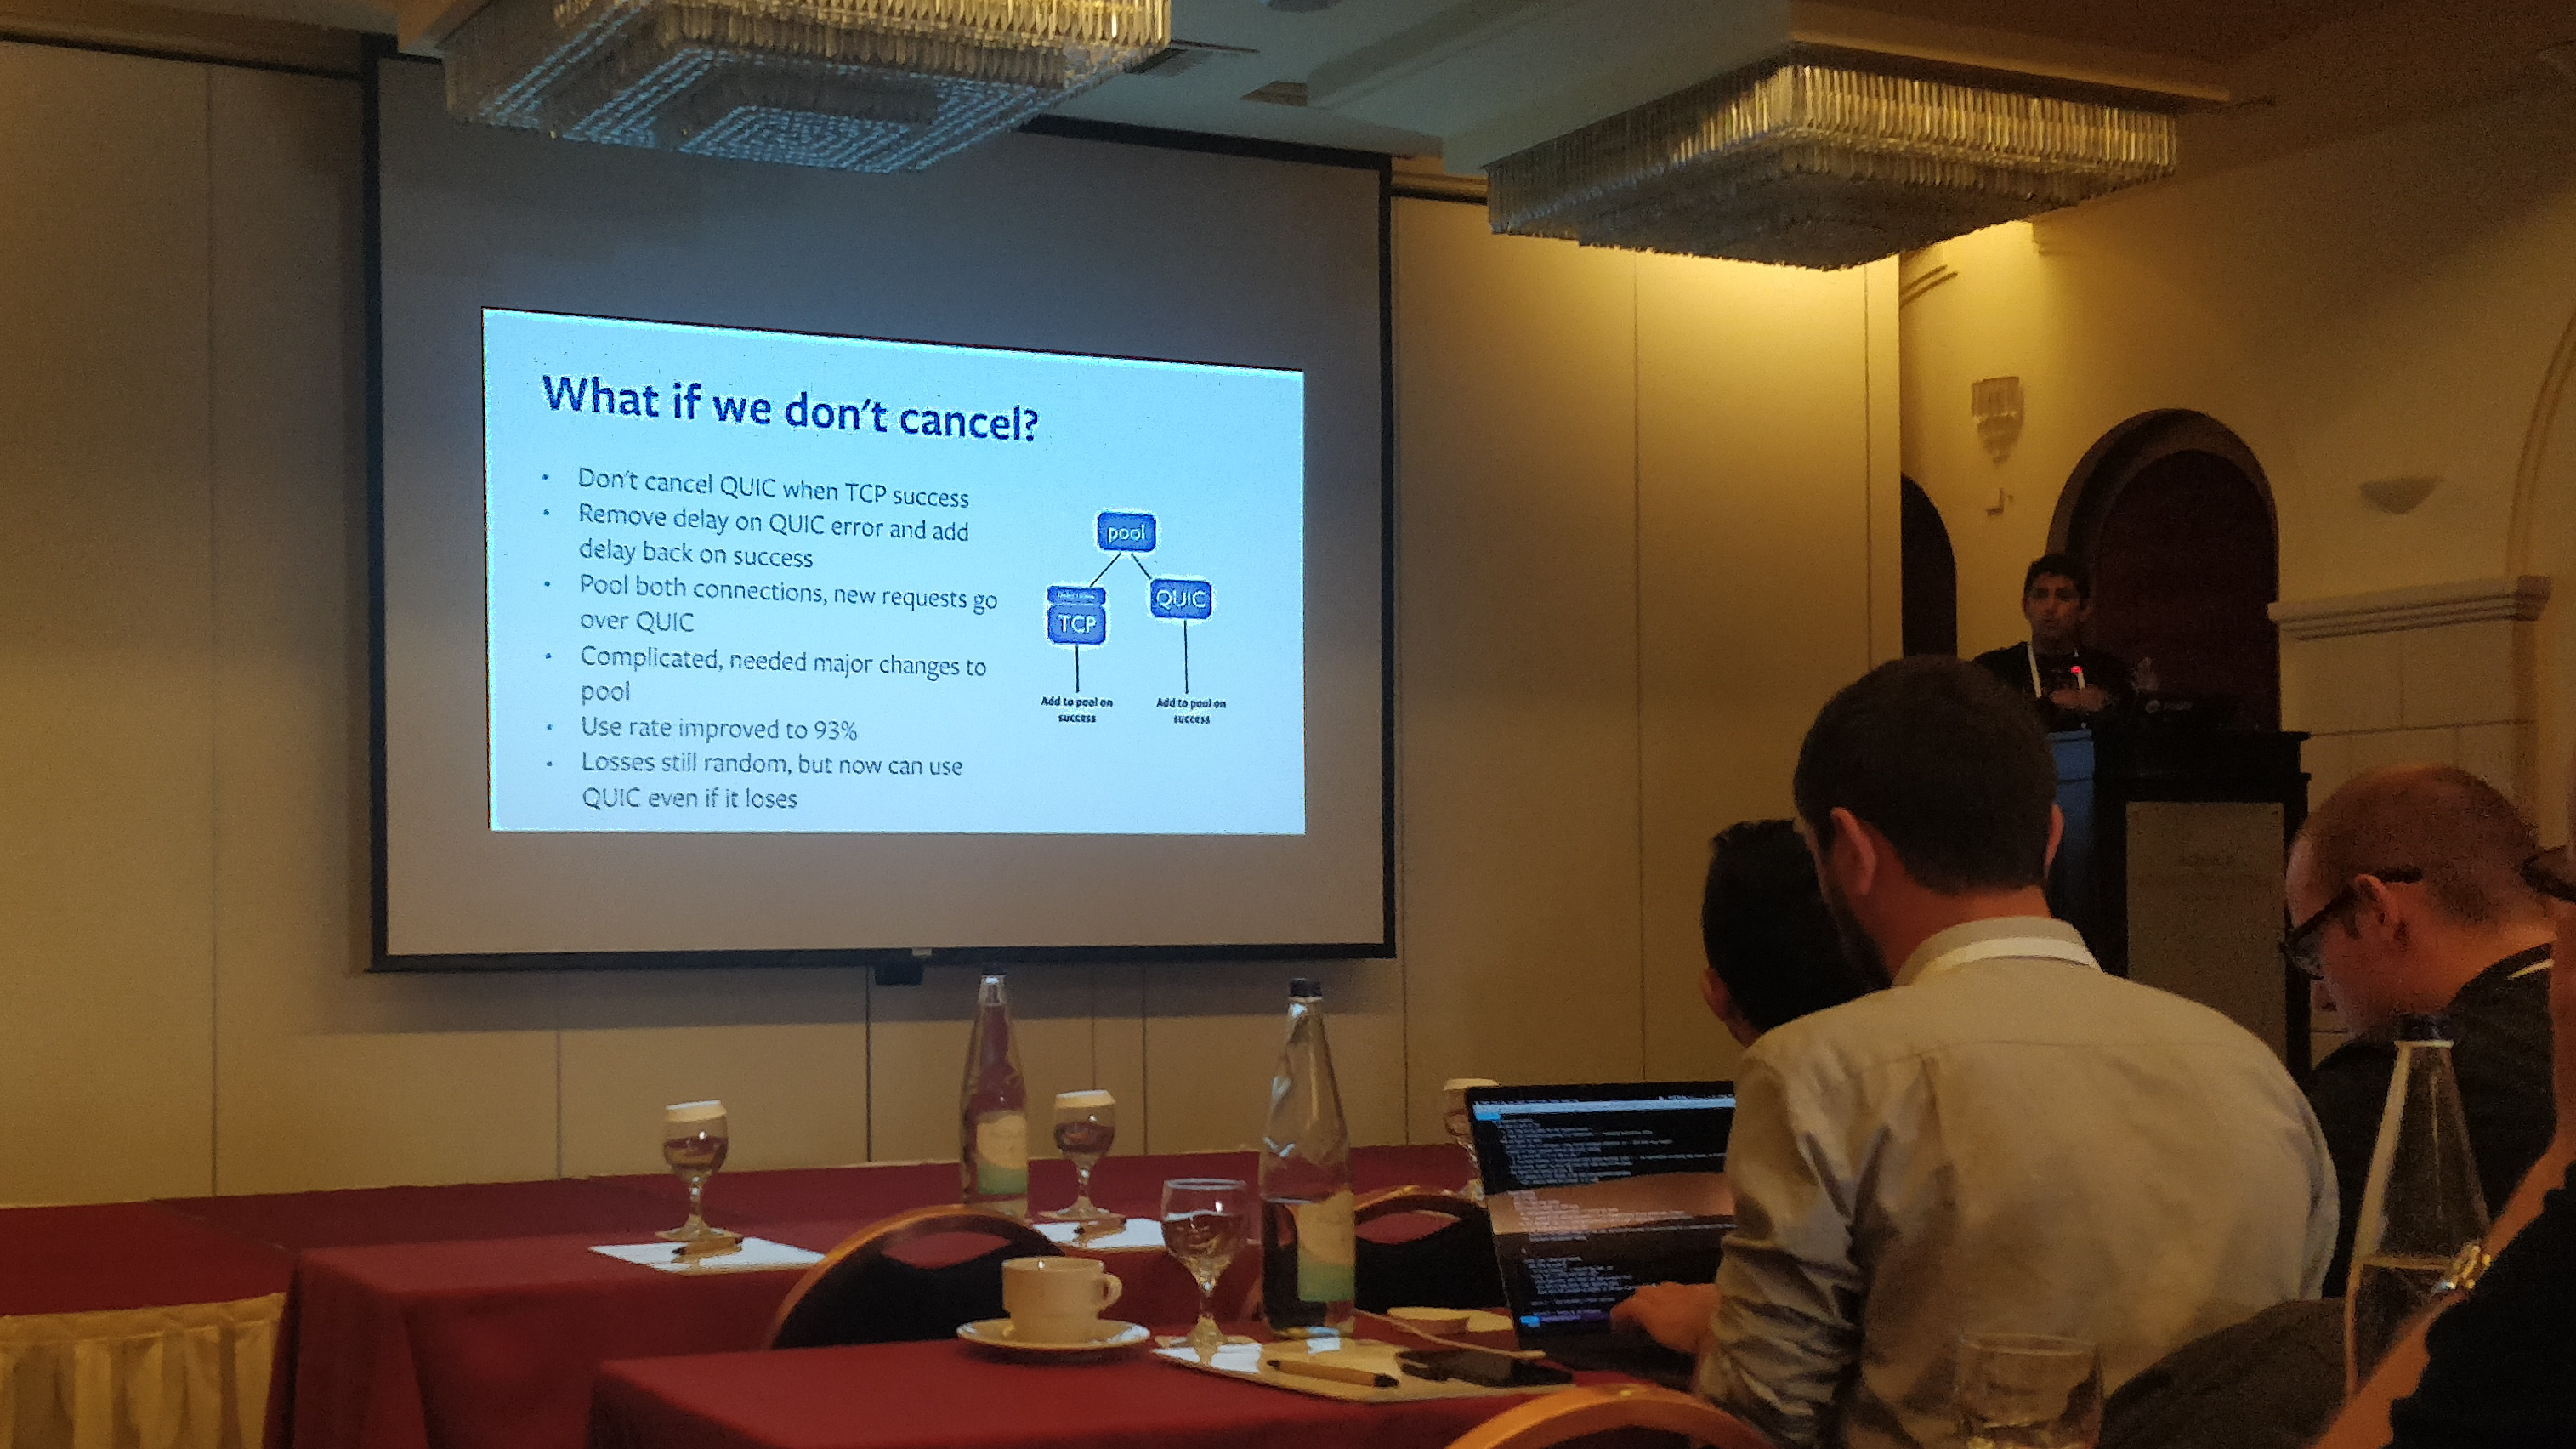 What if we don't cancel?
• Don't cancel QUIC when TCP success
• Remove delay on QUIC error and add
delay back on success
• Pool both connections, new requests go
over QUIC
• Complicated, needed major changes to
pool
• Use rate improved to 93%
• Losses still random, but now can use
QUIC even if it loses
pool
QUIC
TCP
Add to pool on
success
Add to pool on
success